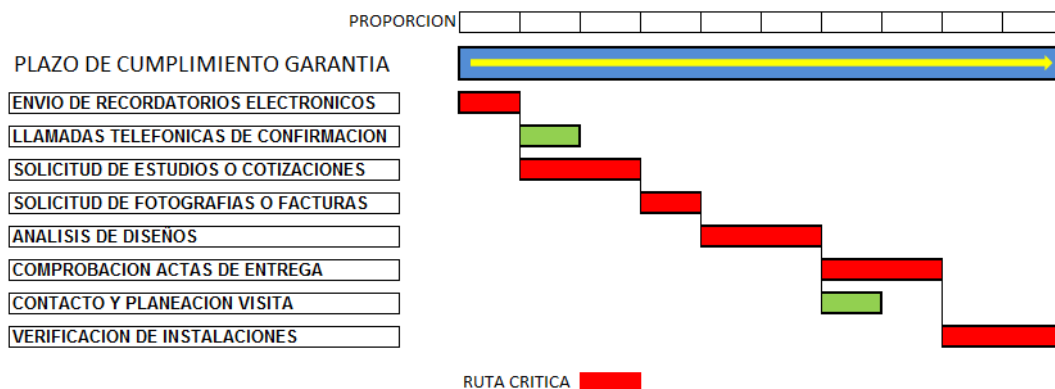 PROPORCION
PLAZO DE CUMPLIMIENTO GARANTIA
ENVIO DE RECORDATORIOS ELECTRONICOS
LLAMADAS TELEFONICAS DE CONFIRMACION
SOLICITUD DE ESTUDIOS O COTIZACIONES
SOLICITUD DE FOTOGRAFIAS O FACTURAS
ANALISIS DE DISEÑOS
COMPROBACION ACTAS DE ENTREGA
CONTACTO Y PLANEACION VISITA
VERIFICACION DE INSTALACIONES
RUTA CRITICA